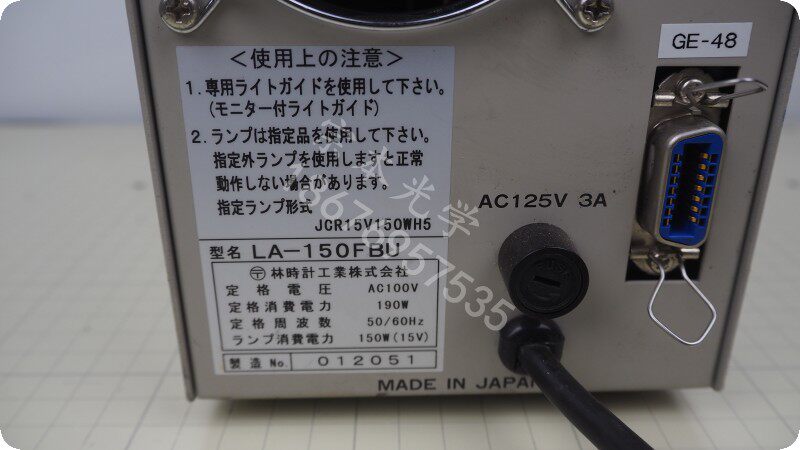 GE-48
＜使用上の注意＞
1. 専用ライトガイドを使用して下さい。
(モニター付ライトガイド)
2. ランプは指定品を使用して下さい。
指定外ランプを使用しますと正常
動作しない場合があります。
指定ランプ形式
JCR15V150WH5
型名 LA-150FBU
〒 林時計工業株式会社
定格電圧 AC100V
定格消費電力 190W
定格周波数 50/60Hz
ランプ消費電力 150W(15V)
製造 No. 012051
AC125V 3A
MADE IN JAPAN
18676957535